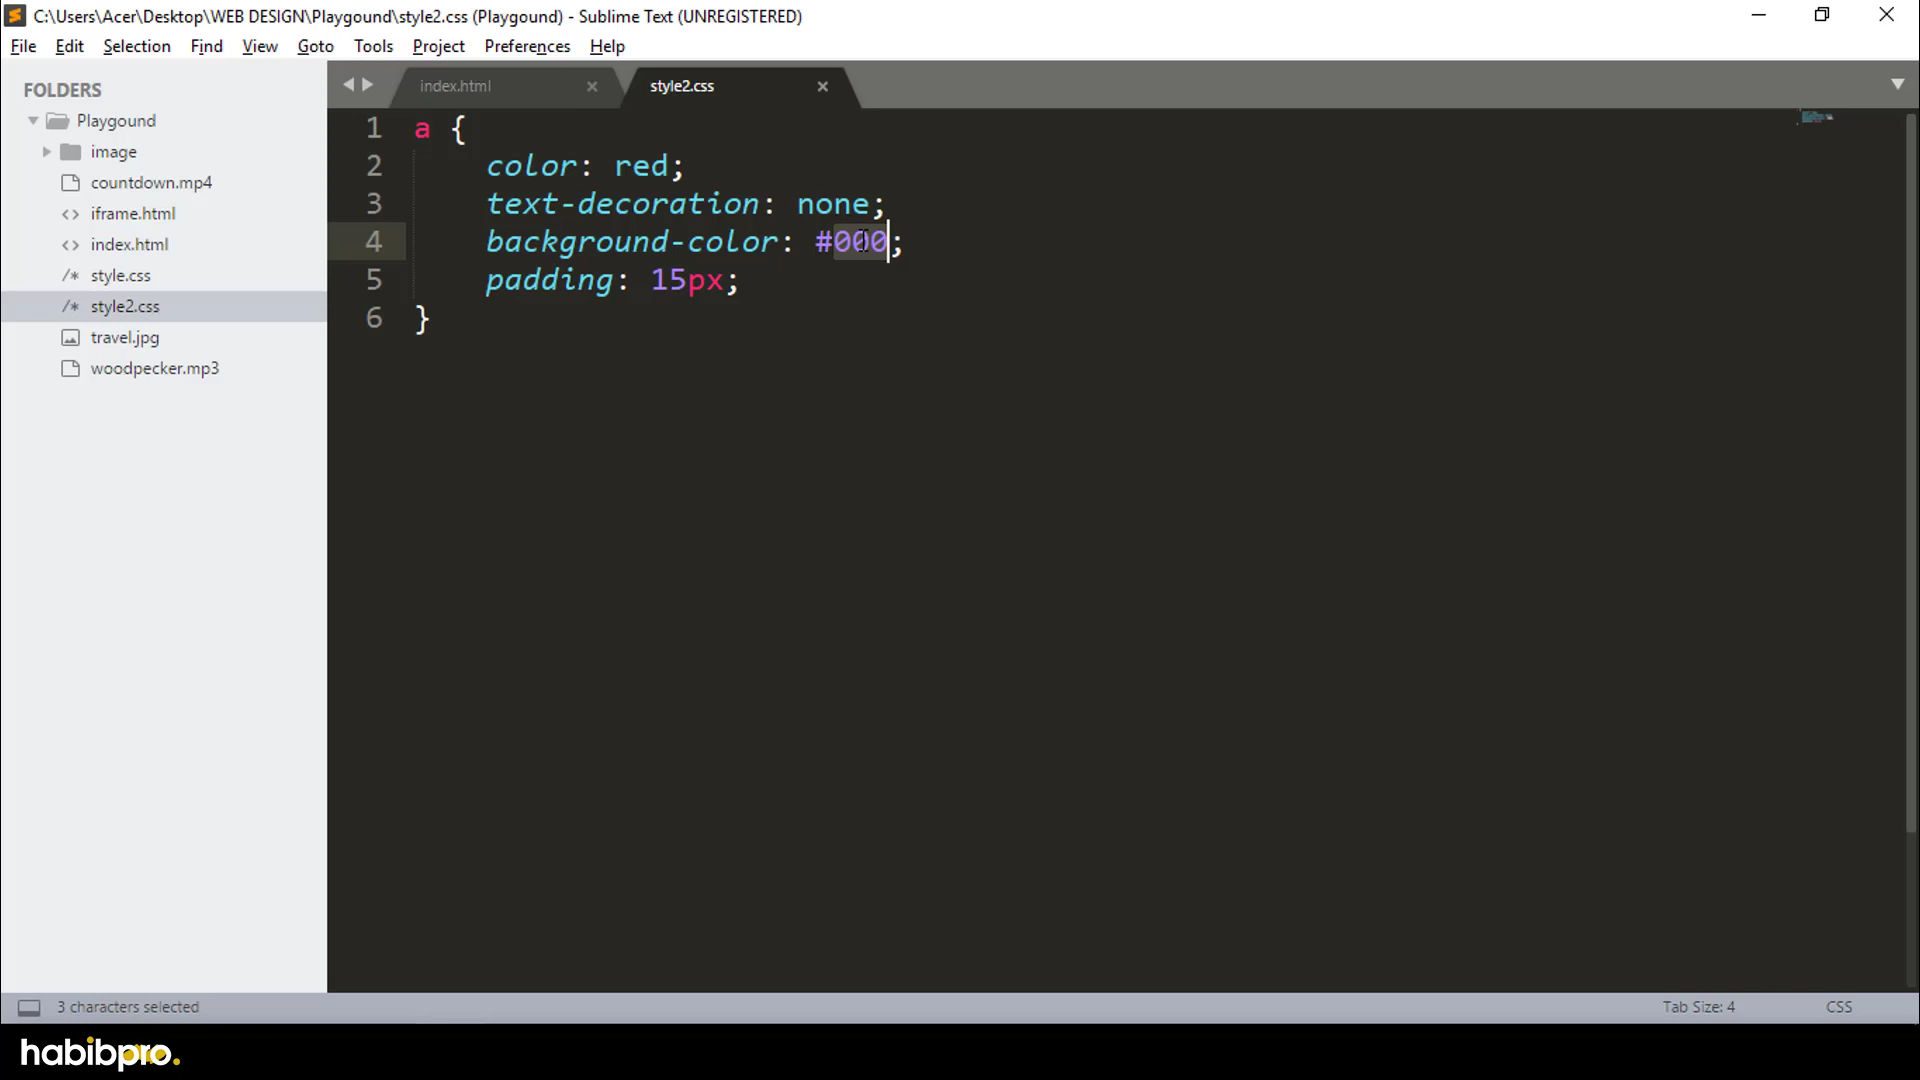 C:\Users\Acer\Desktop\WEB DESIGN\Playgound\style2.css (Playgound) - Sublime Text (UNREGISTERED)
File Edit Selection Find View Goto Tools Project Preferences Help
FOLDERS
Playgound
image
countdown.mp4
iframe.html
index.html
style.css
style2.css
travel.jpg
woodpecker.mp3
index.html style2.css
1 a {
2 color: red;
3 text-decoration: none;
4 background-color: #000;
5 padding: 15px;
6 }
3 characters selected Tab Size: 4 CSS
habibpro.